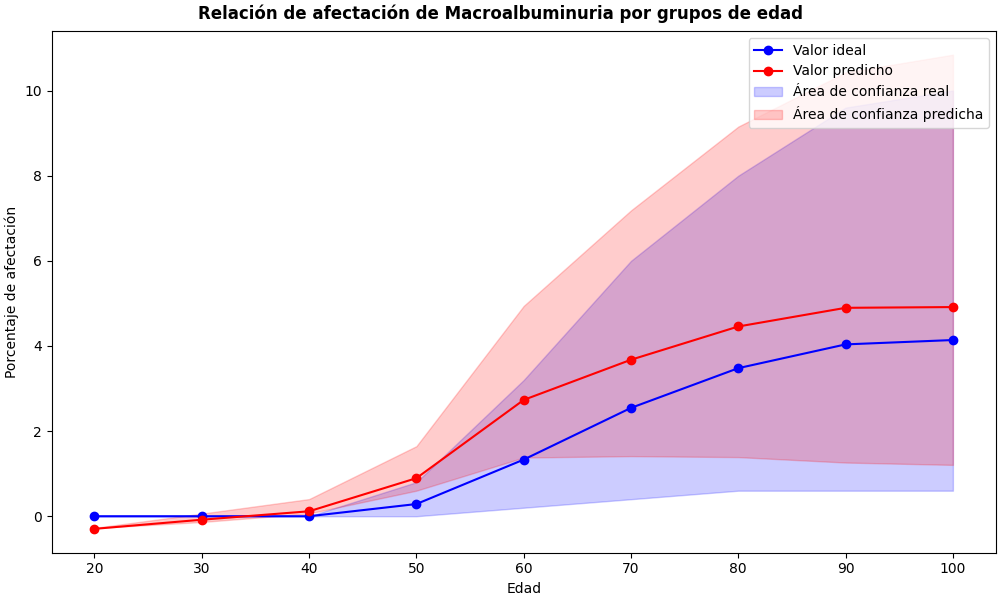 Relación de afectación de Macroalbuminuria por grupos de edad
Valor ideal
Valor predicho
Área de confianza real
Área de confianza predicha
Porcentaje de afectación
10
8
6
4
2
0
20 30 40 50 60 70 80 90 100
Edad